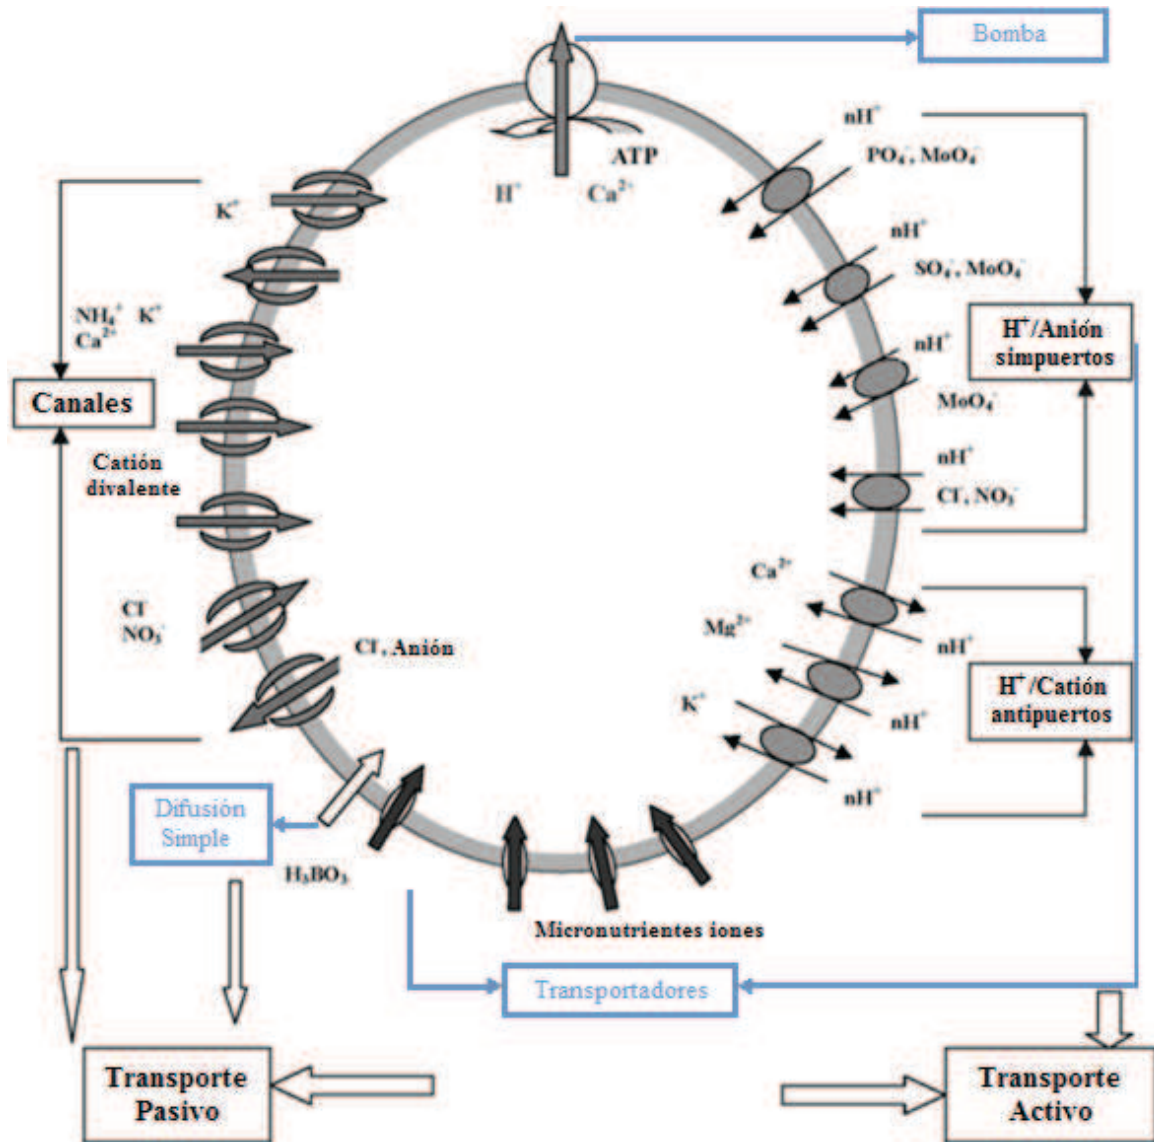 Bomba
nH⁺
ATP
PO₄⁻, MoO₄⁻
H⁺
Ca²⁺
K⁺
nH⁺
SO₄⁻, MoO₄⁻
NH₄⁺ K⁺
Ca²⁺
H⁺/Anión
simpuertos
nH⁺
Canales
MoO₄⁻
Catión
divalente
nH⁺
Cl⁻, NO₃⁻
Ca²⁺
Cl⁻
NO₃⁻
Mg²⁺
Cl⁻, Anión
nH⁺
H⁺/Catión
antipuertos
K⁺
nH⁺
nH⁺
Difusión
Simple
H₃BO₃
Micronutrientes iones
Transportadores
Transporte
Pasivo
Transporte
Activo